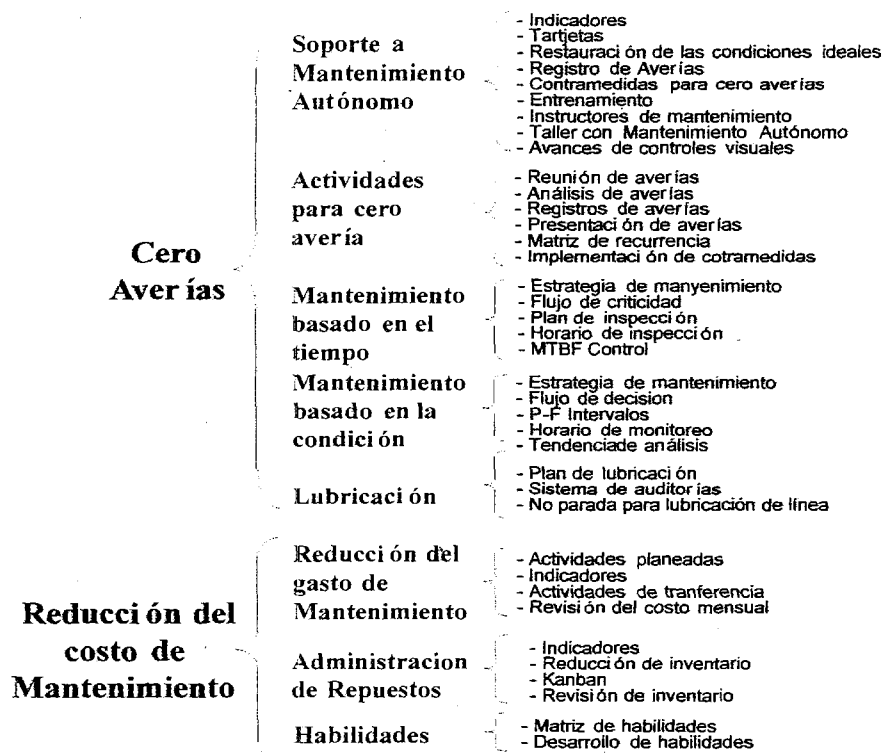 Cero
Averías
Soporte a
Mantenimiento
Autónomo
- Indicadores
- Tartjetas
- Restauración de las condiciones ideales
- Registro de Averías
- Contramedidas para cero averías
- Entrenamiento
- Instructores de mantenimiento
- Taller con Mantenimiento Autónomo
- Avances de controles visuales
Actividades
para cero
avería
- Reunión de averías
- Análisis de averías
- Registros de averías
- Presentación de averías
- Matriz de recurrencia
- Implementación de cotramedidas
Mantenimiento
basado en el
tiempo
- Estrategia de manyenimiento
- Flujo de criticidad
- Plan de inspección
- Horario de inspección
- MTBF Control
Mantenimiento
basado en la
condición
- Estrategia de mantenimiento
- Flujo de decision
- P-F Intervalos
- Horario de monitoreo
- Tendenciade análisis
Lubricación
- Plan de lubricación
- Sistema de auditorías
- No parada para lubricación de línea
Reducción del
costo de
Mantenimiento
Reducción del
gasto de
Mantenimiento
- Actividades planeadas
- Indicadores
- Actividades de tranferencia
- Revisión del costo mensual
Administracion
de Repuestos
- Indicadores
- Reducción de inventario
- Kanban
- Revisión de inventario
Habilidades
- Matriz de habilidades
- Desarrollo de habilidades